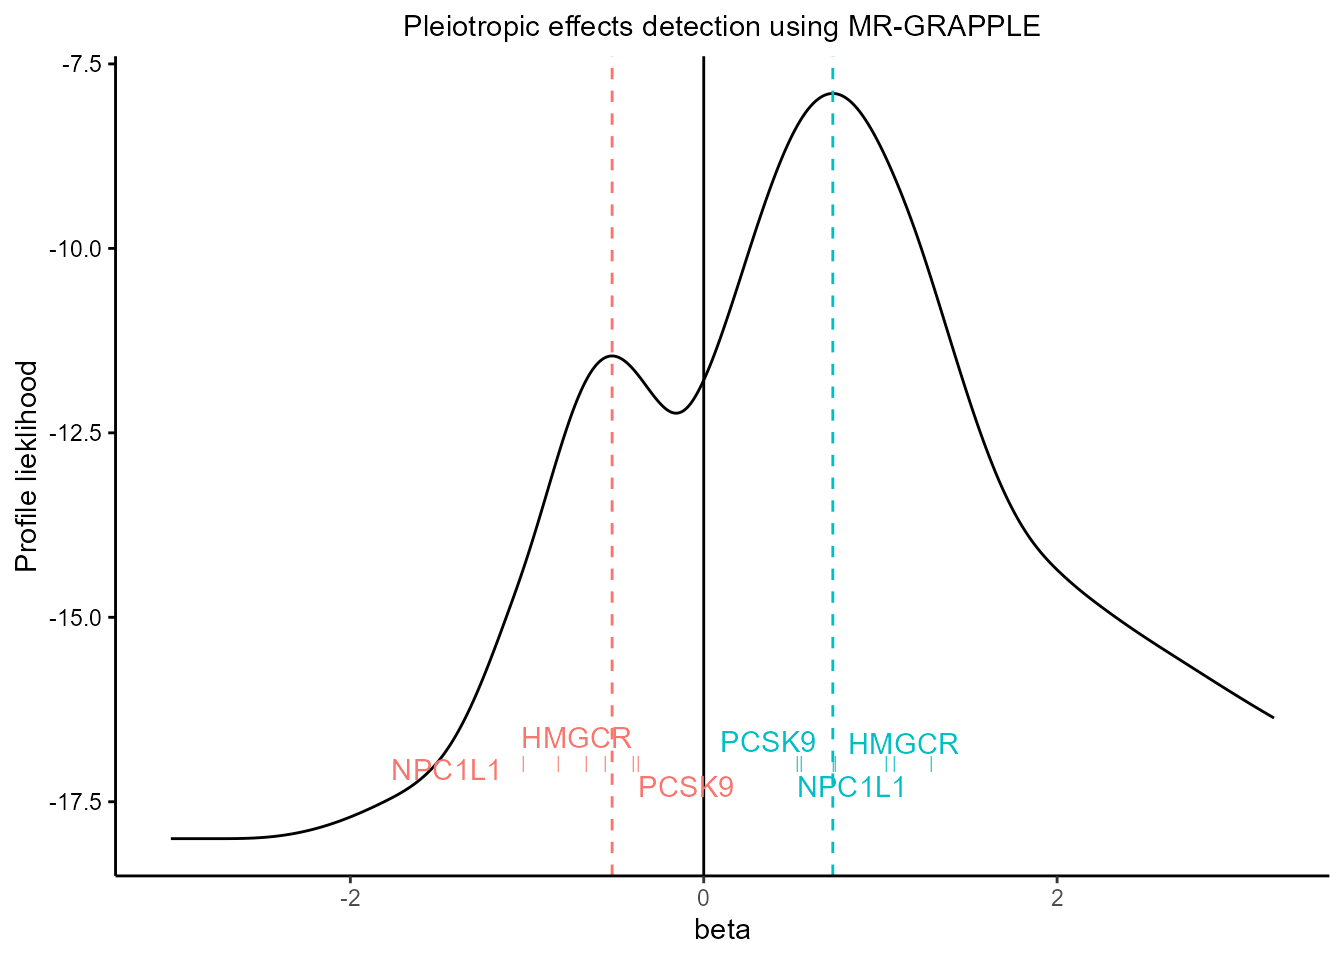 Pleiotropic effects detection using MR-GRAPPLE
-7.5
-10.0
-12.5
-15.0
-17.5
Profile lieklihood
HMGCR
NPC1L1
PCSK9
PCSK9
HMGCR
NPC1L1
-2
0
2
beta